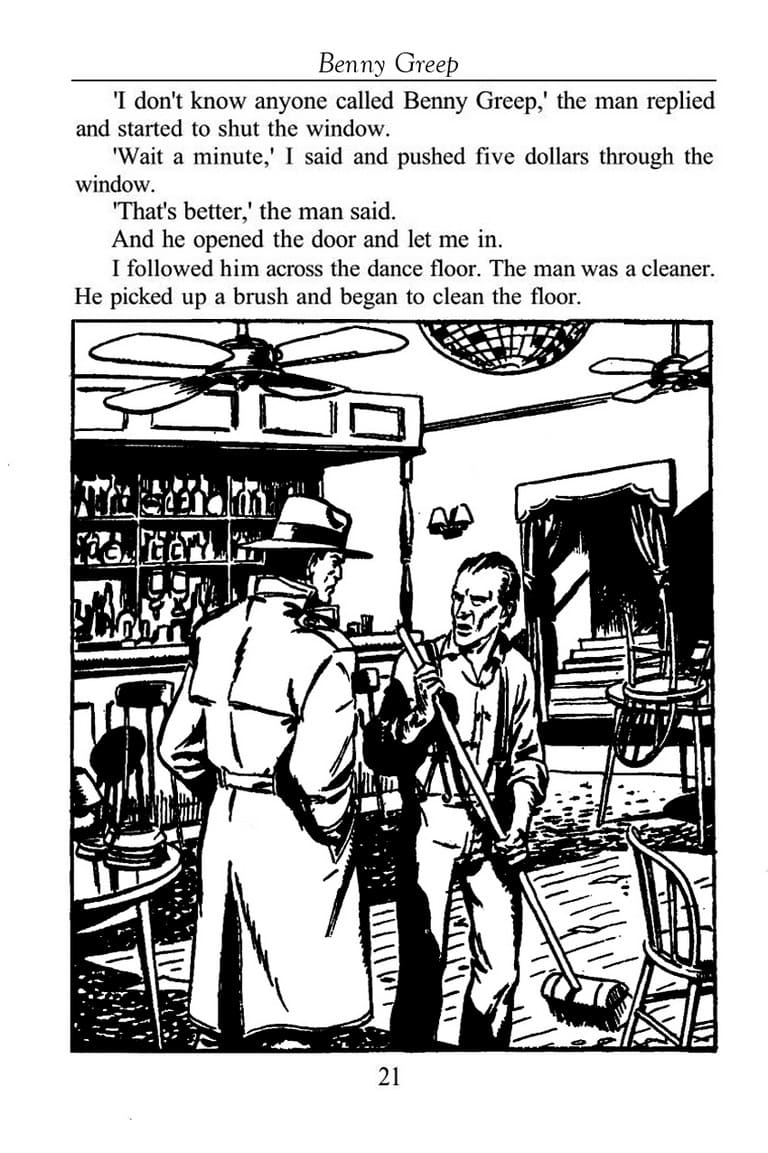 Benny Greep
'I don't know anyone called Benny Greep,' the man replied
and started to shut the window.
'Wait a minute,' I said and pushed five dollars through the
window.
'That's better,' the man said.
And he opened the door and let me in.
I followed him across the dance floor. The man was a cleaner.
He picked up a brush and began to clean the floor.
21